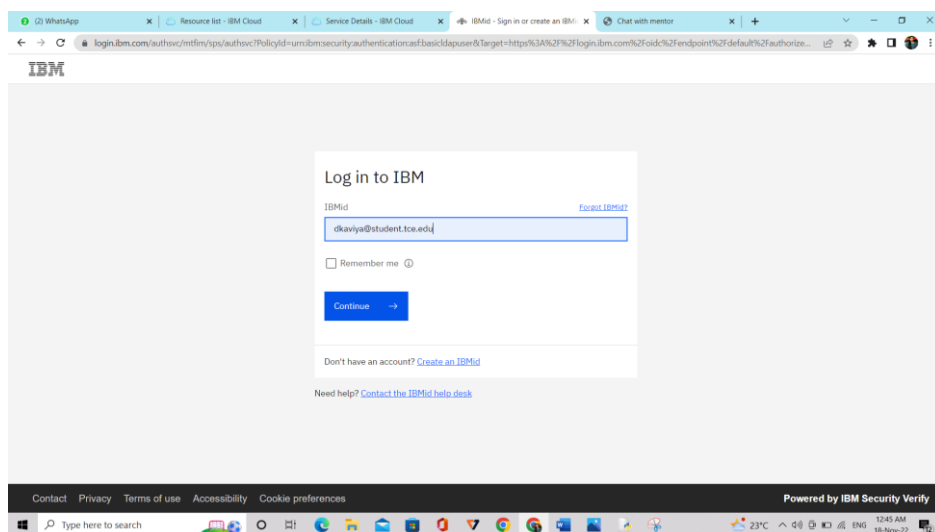 (2) WhatsApp
Resource list - IBM Cloud
Service Details - IBM Cloud
IBMid - Sign in or create an IBMi
Chat with mentor
login.ibm.com/authsvc/mtfim/sps/authsvc?PolicyId=urn:ibm:security:authentication:asf:basicldapuser&Target=https%3A%2F%2Flogin.ibm.com%2Foidc%2Fendpoint%2Fdefault%2Fauthorize...
IBM
Log in to IBM
IBMid
Forgot IBMid?
dkaviya@student.tce.edu
Remember me
Continue →
Don't have an account? Create an IBMid
Need help? Contact the IBMid help desk
Contact Privacy Terms of use Accessibility Cookie preferences
Powered by IBM Security Verify
Type here to search
23°C
ENG
12:45 AM
18-Nov-22